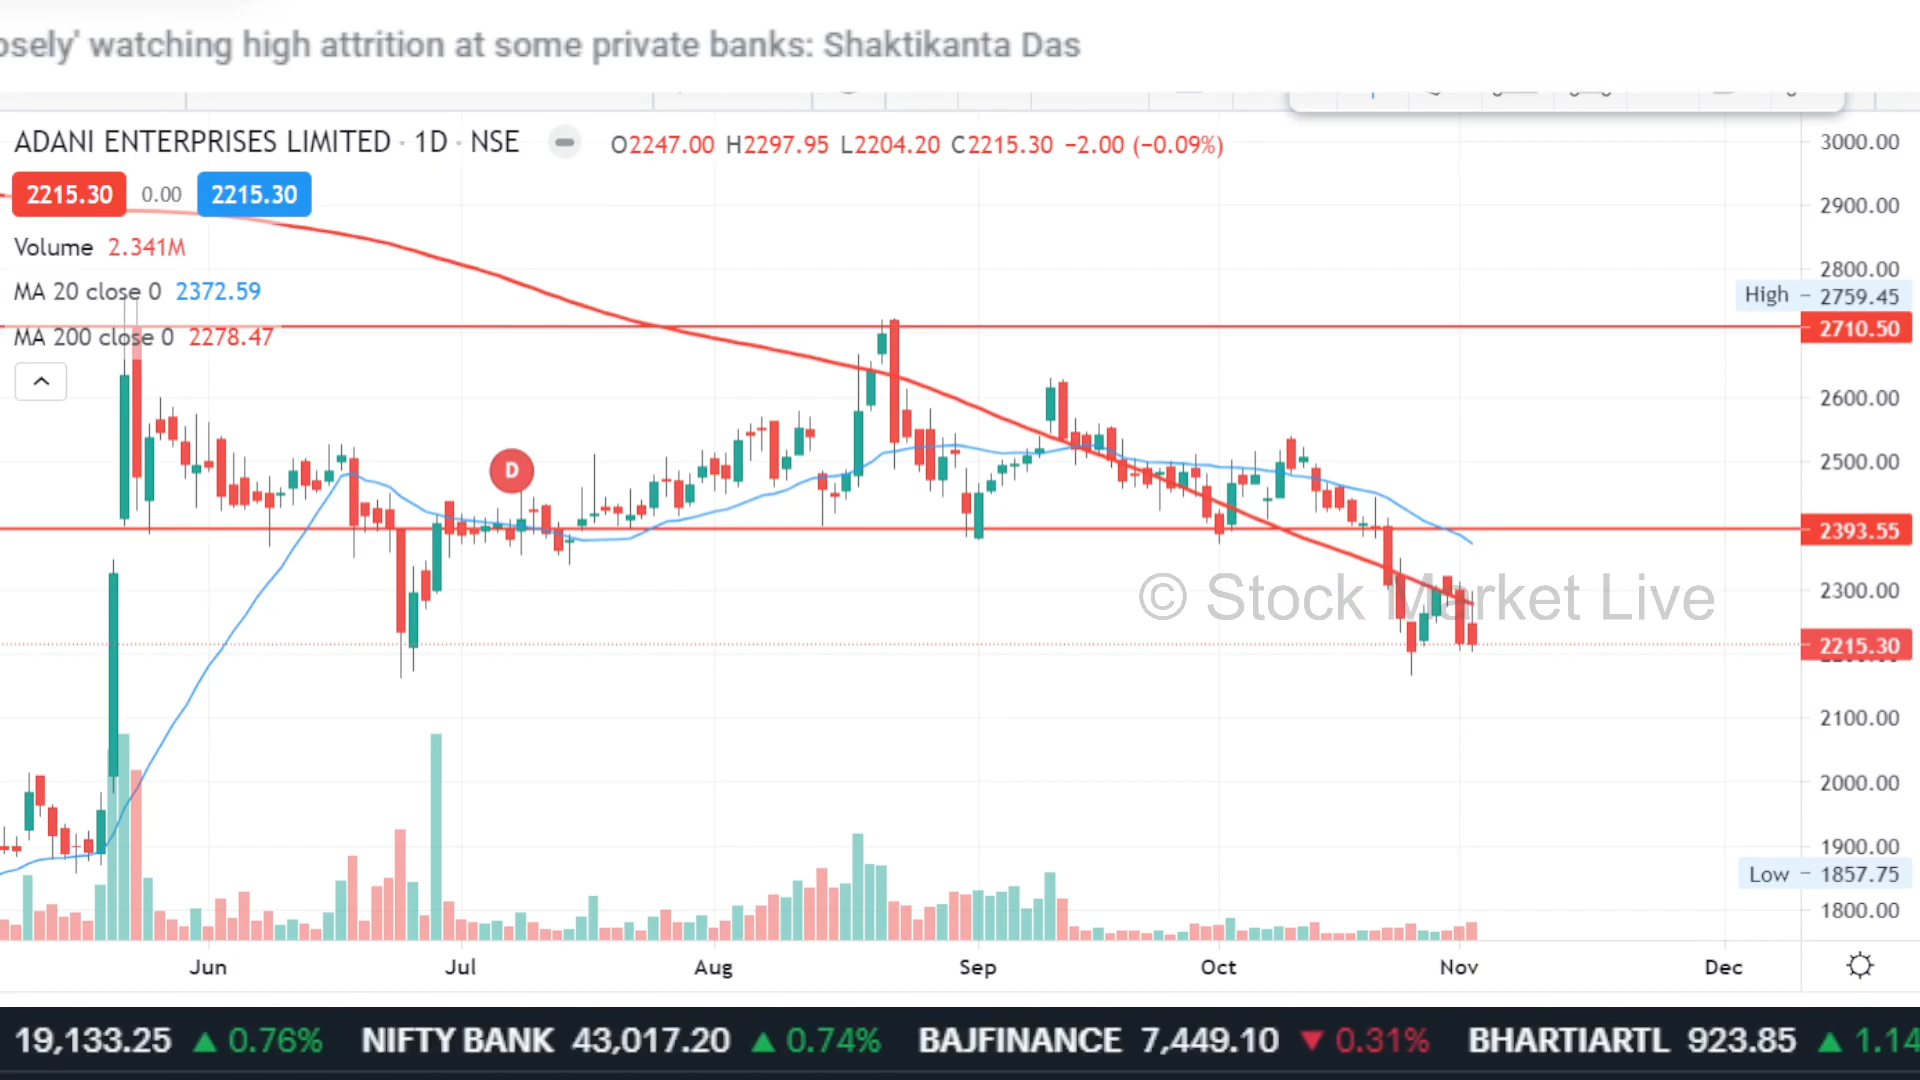 osely' watching high attrition at some private banks: Shaktikanta Das
ADANI ENTERPRISES LIMITED · 1D · NSE O2247.00 H2297.95 L2204.20 C2215.30 −2.00 (−0.09%)
2215.30 0.00 2215.30
Volume 2.341M
MA 20 close 0 2372.59
MA 200 close 0 2278.47
3000.00
2900.00
2800.00
High 2759.45
2710.50
2600.00
2500.00
D
2393.55
2300.00
© Stock Market Live
2215.30
2100.00
2000.00
1900.00
Low 1857.75
1800.00
Jun Jul Aug Sep Oct Nov Dec
19,133.25 ▲ 0.76% NIFTY BANK 43,017.20 ▲ 0.74% BAJFINANCE 7,449.10 ▼ 0.31% BHARTIARTL 923.85 ▲ 1.14